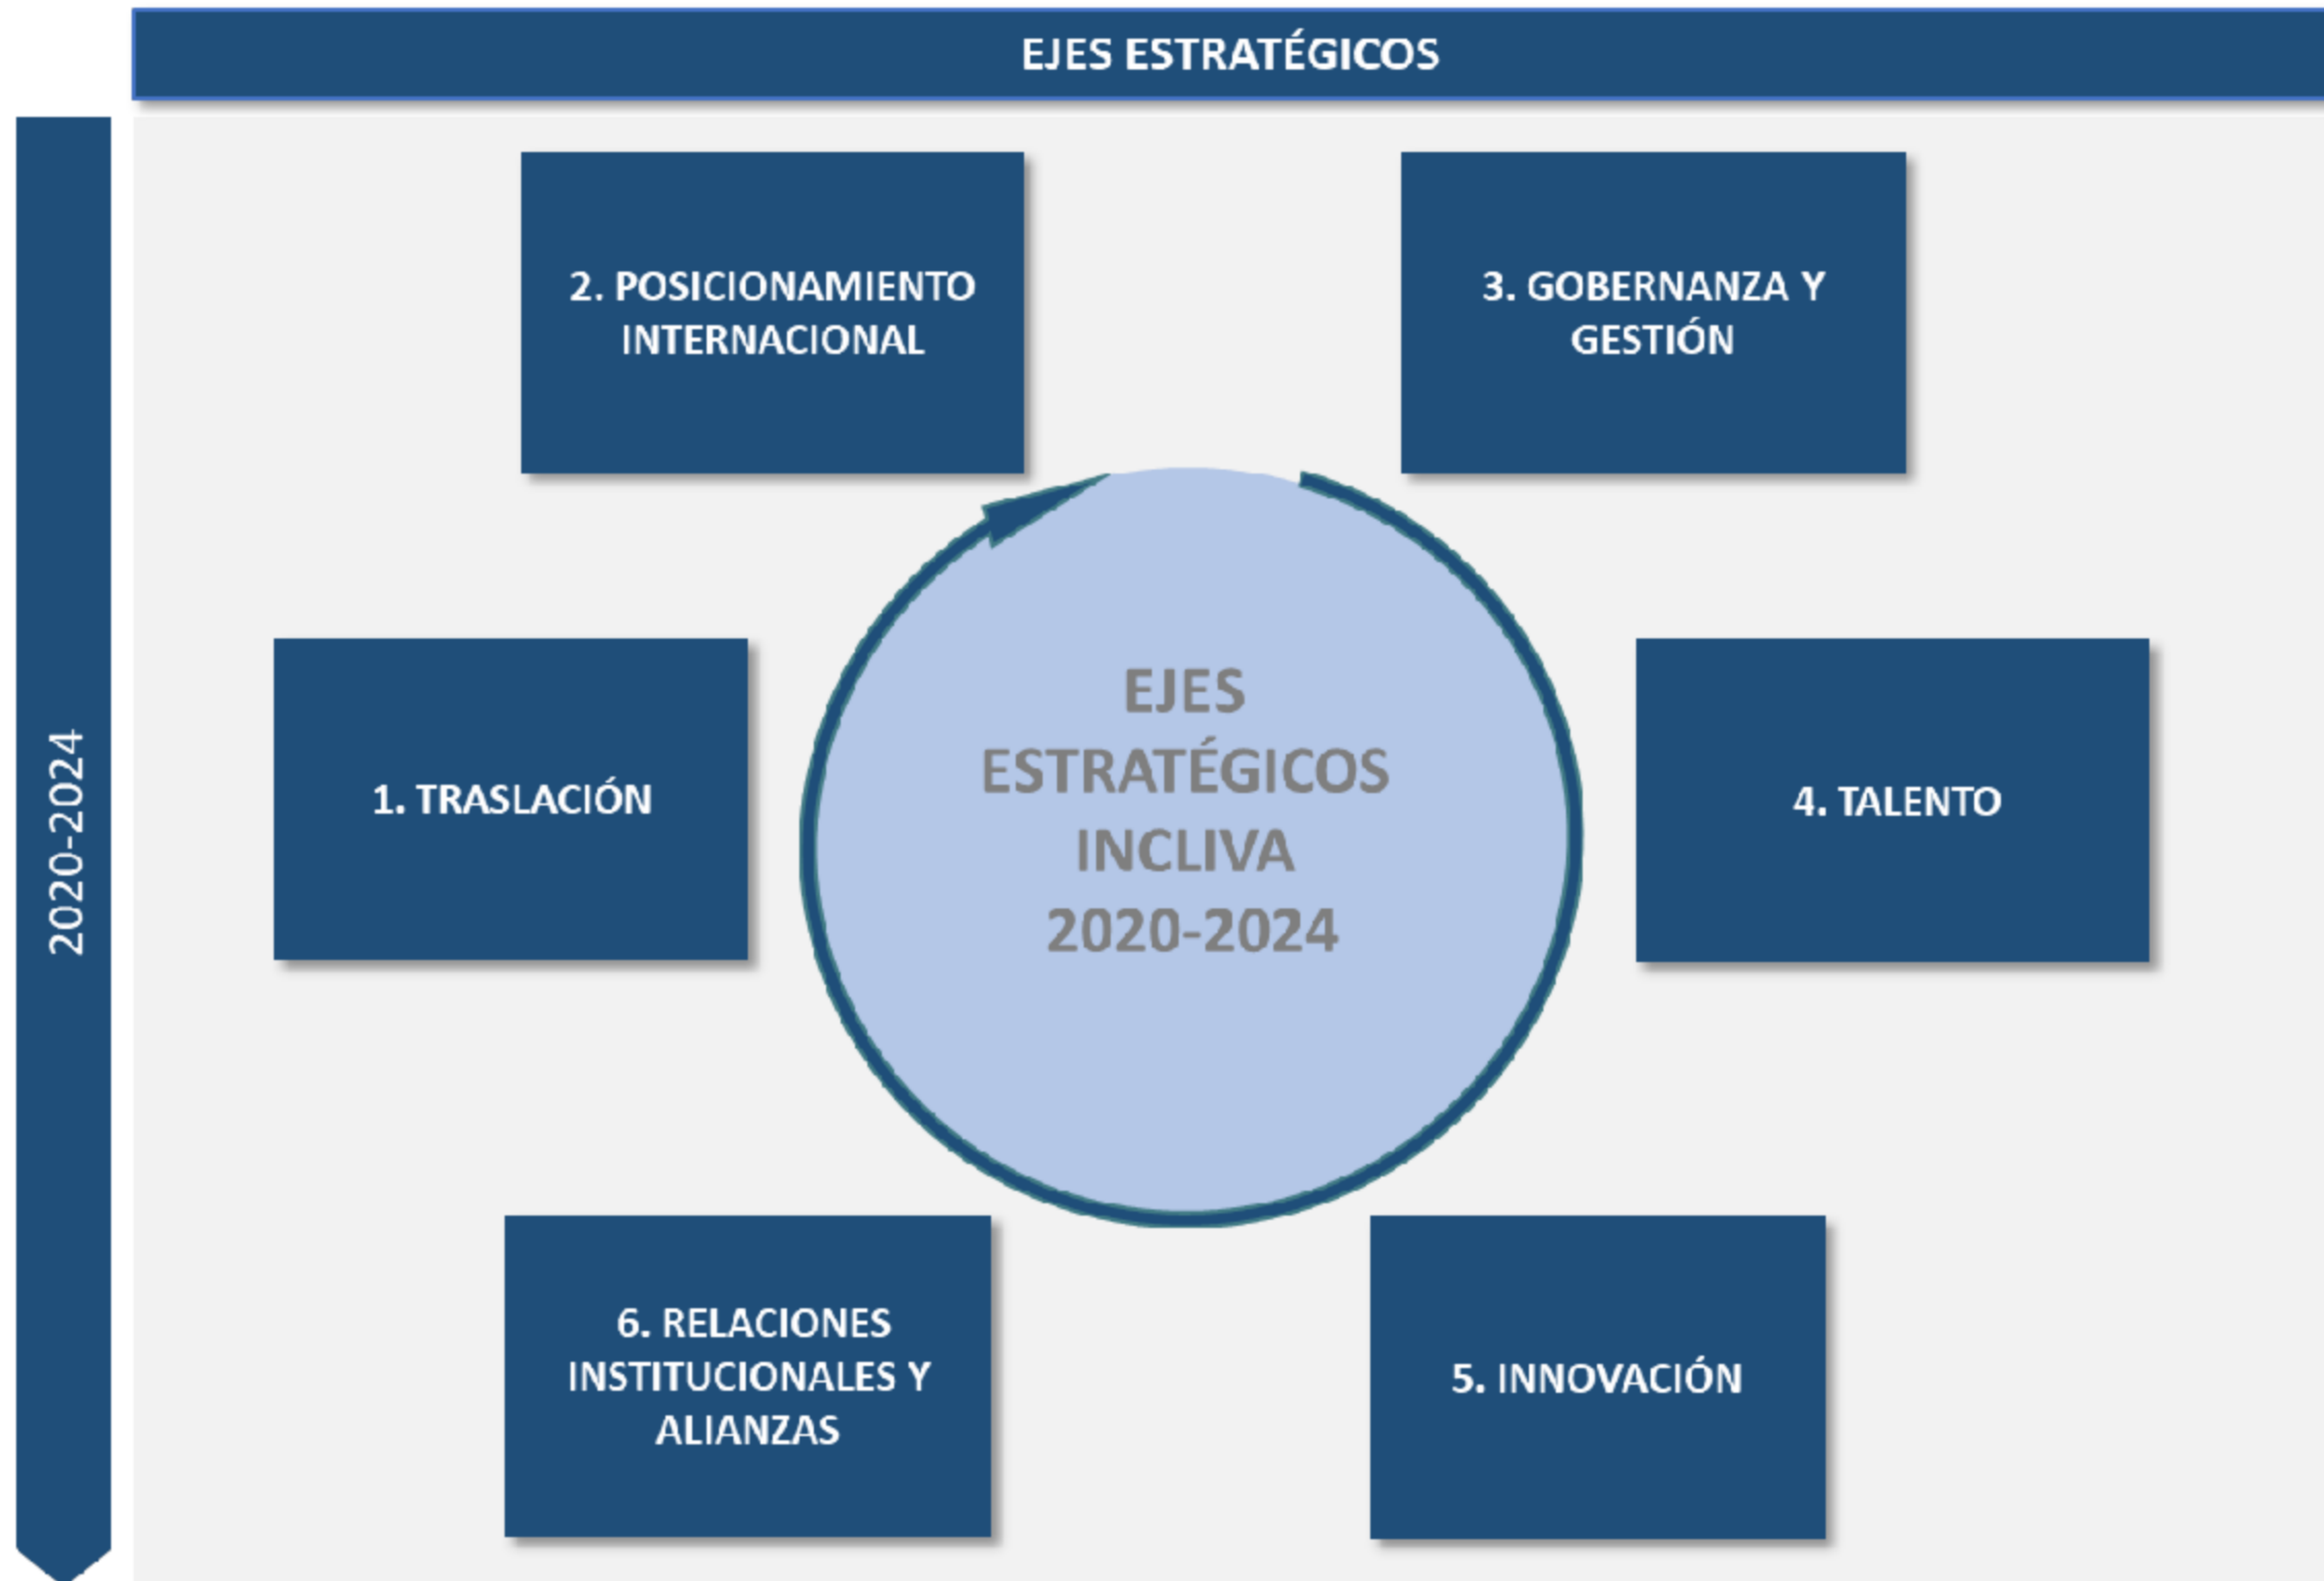 EJES ESTRATÉGICOS
2020-2024
2. POSICIONAMIENTO
INTERNACIONAL
3. GOBERNANZA Y
GESTIÓN
1. TRASLACIÓN
EJES
ESTRATÉGICOS
INCLIVA
2020-2024
4. TALENTO
6. RELACIONES
INSTITUCIONALES Y
ALIANZAS
5. INNOVACIÓN